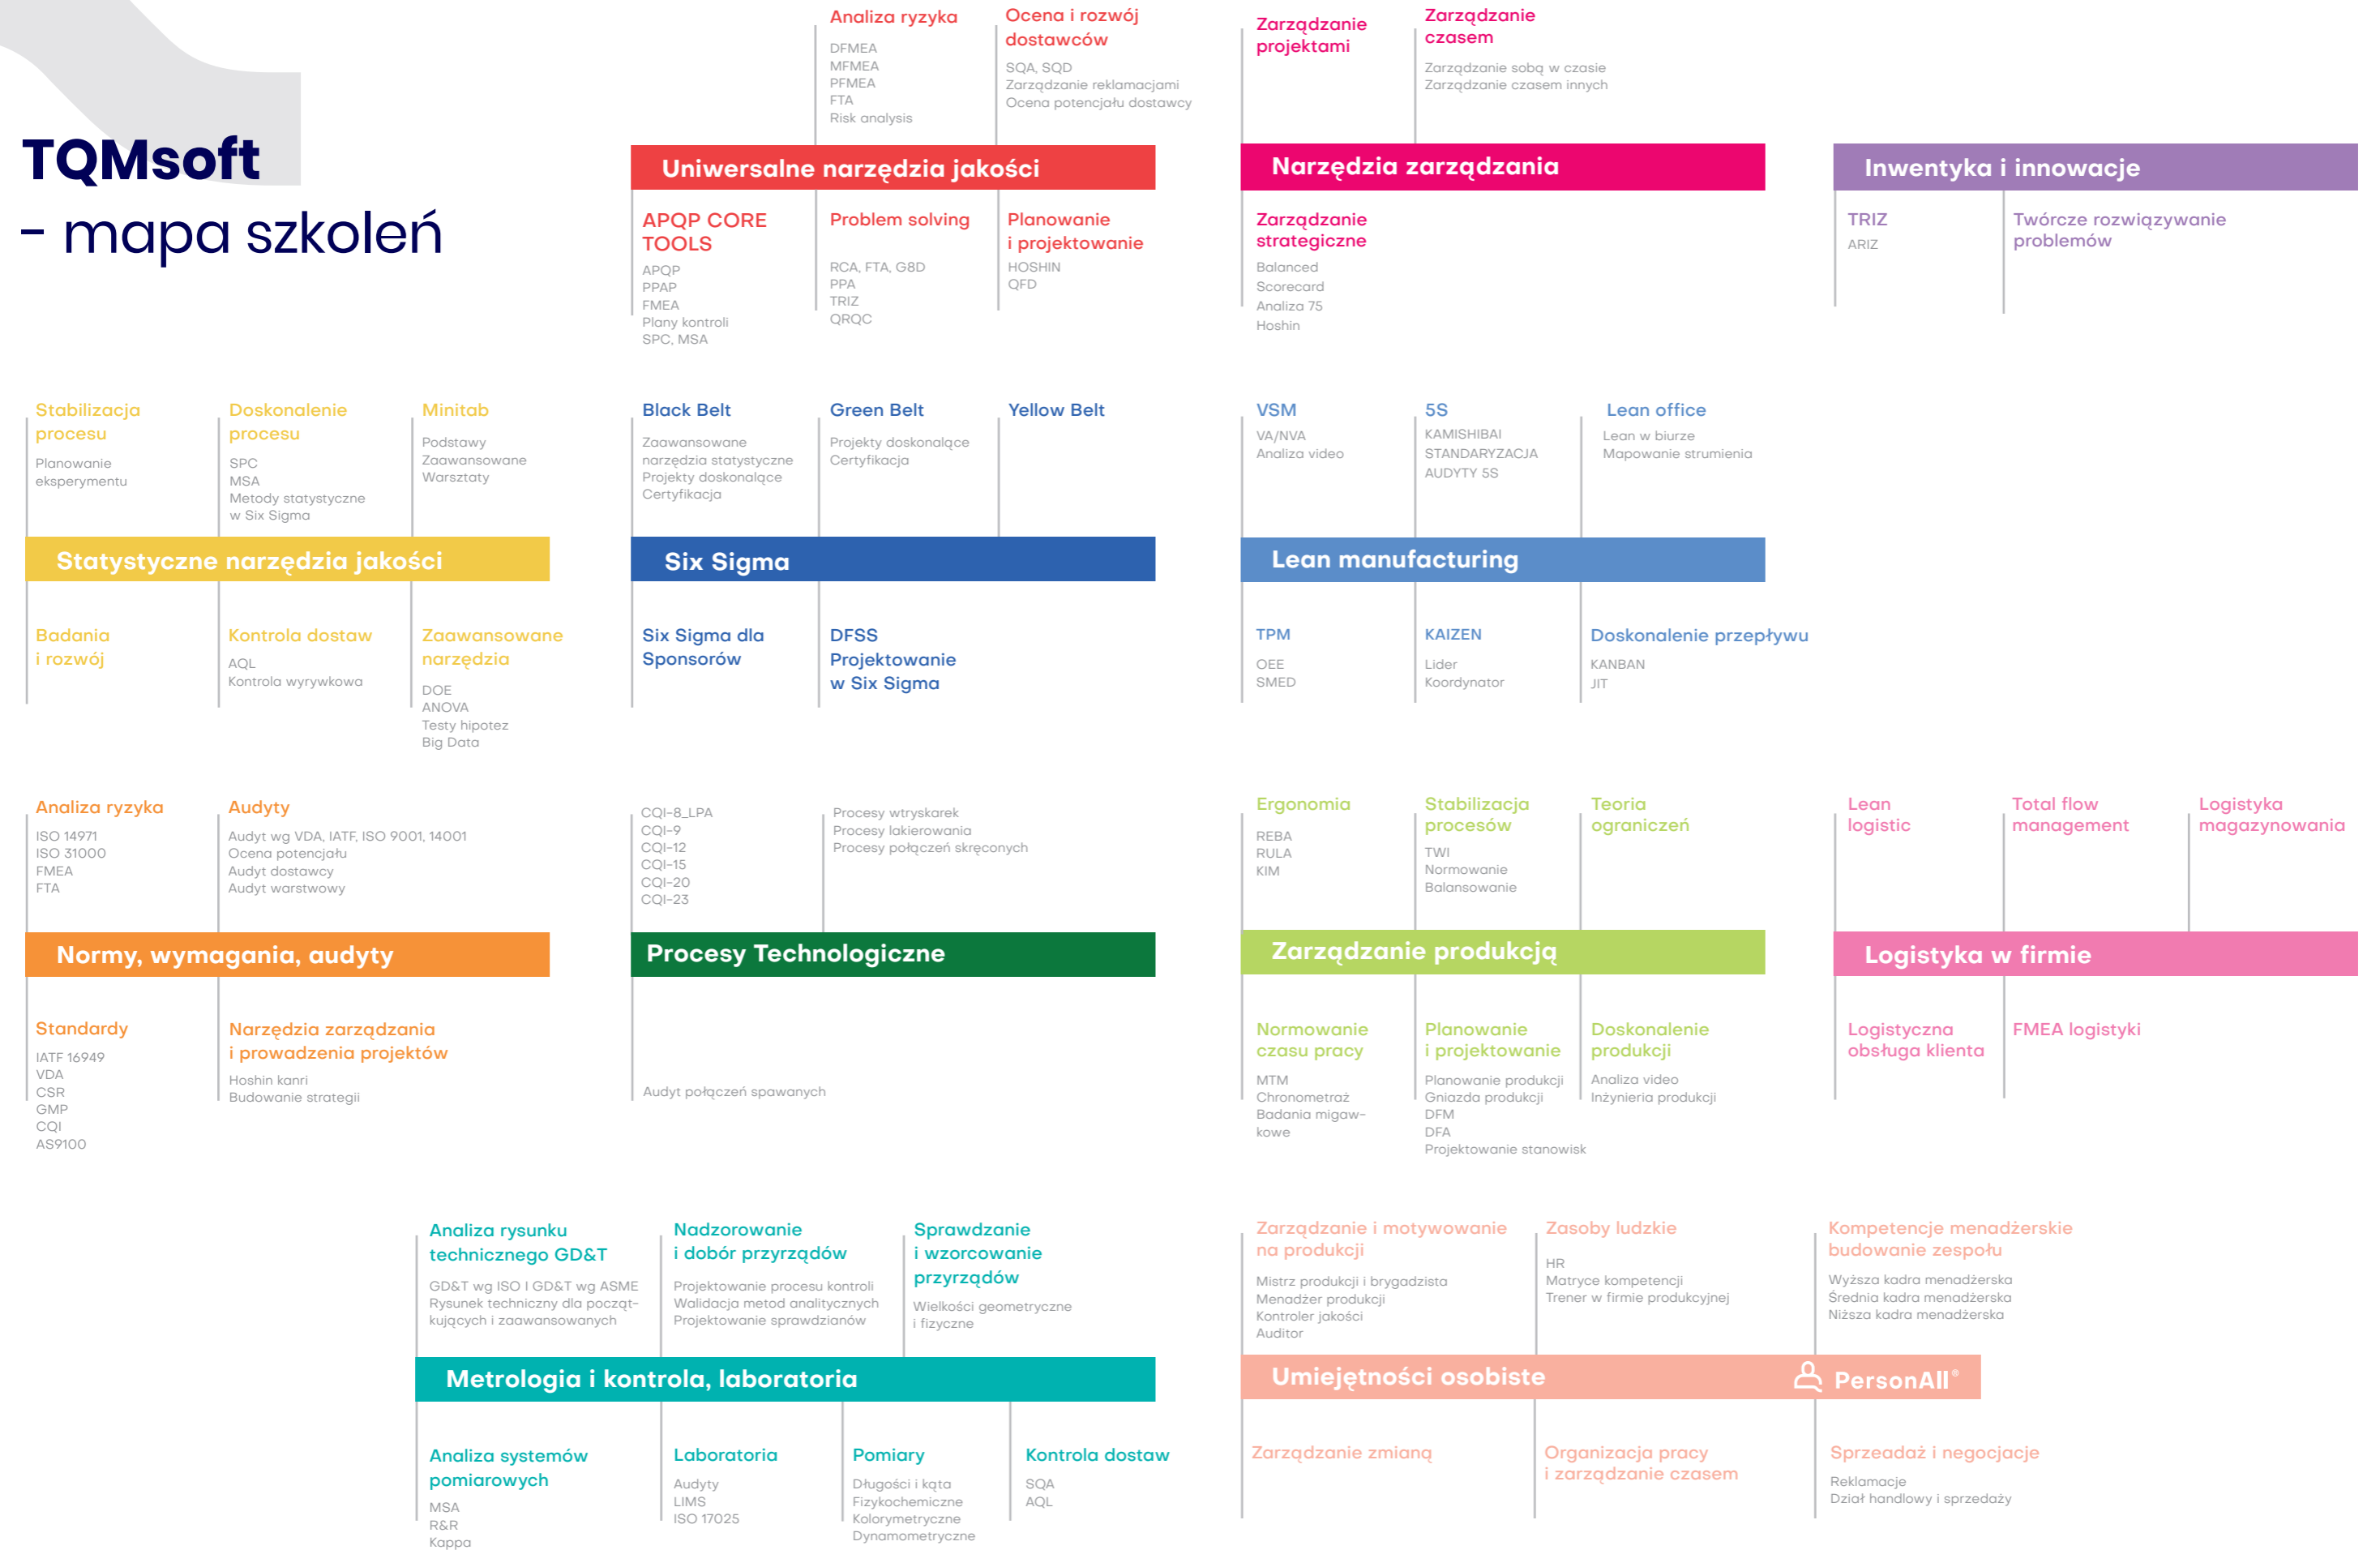 TQMsoft
- mapa szkoleń
Analiza ryzyka
DFMEA
MFMEA
PFMEA
FTA
Risk analysis
Ocena i rozwój
dostawców
SQA, SQD
Zarządzanie reklamacjami
Ocena potencjału dostawcy
Uniwersalne narzędzia jakości
APQP CORE
TOOLS
APQP
PPAP
FMEA
Plany kontroli
SPC, MSA
Problem solving
RCA, FTA, G8D
PPA
TRIZ
QRQC
Planowanie
i projektowanie
HOSHIN
QFD
Zarządzanie
projektami
Zarządzanie
czasem
Zarządzanie sobą w czasie
Zarządzanie czasem innych
Narzędzia zarządzania
Zarządzanie
strategiczne
Balanced
Scorecard
Analiza 75
Hoshin
Inwentyka i innowacje
TRIZ
ARIZ
Twórcze rozwiązywanie
problemów
Stabilizacja
procesu
Planowanie
eksperymentu
Doskonalenie
procesu
SPC
MSA
Metody statystyczne
w Six Sigma
Minitab
Podstawy
Zaawansowane
Warsztaty
Statystyczne narzędzia jakości
Badania
i rozwój
Kontrola dostaw
AQL
Kontrola wyrywkowa
Zaawansowane
narzędzia
DOE
ANOVA
Testy hipotez
Big Data
Black Belt
Zaawansowane
narzędzia statystyczne
Projekty doskonalące
Certyfikacja
Green Belt
Projekty doskonalące
Certyfikacja
Yellow Belt
Six Sigma
Six Sigma dla
Sponsorów
DFSS
Projektowanie
w Six Sigma
VSM
VA/NVA
Analiza video
5S
KAMISHIBAI
STANDARYZACJA
AUDYTY 5S
Lean office
Lean w biurze
Mapowanie strumienia
Lean manufacturing
TPM
OEE
SMED
KAIZEN
Lider
Koordynator
Doskonalenie przepływu
KANBAN
JIT
Analiza ryzyka
ISO 14971
ISO 31000
FMEA
FTA
Audyty
Audyt wg VDA, IATF, ISO 9001, 14001
Ocena potencjału
Audyt dostawcy
Audyt warstwowy
Normy, wymagania, audyty
Standardy
IATF 16949
VDA
CSR
GMP
CQI
AS9100
Narzędzia zarządzania
i prowadzenia projektów
Hoshin kanri
Budowanie strategii
CQI-8_LPA
CQI-9
CQI-12
CQI-15
CQI-20
CQI-23
Procesy wtryskarek
Procesy lakierowania
Procesy połączeń skręconych
Procesy Technologiczne
Audyt połączeń spawanych
Ergonomia
REBA
RULA
KIM
Stabilizacja
procesów
TWI
Normowanie
Balansowanie
Teoria
ograniczeń
Zarządzanie produkcją
Normowanie
czasu pracy
MTM
Chronometraż
Badania migaw-
kowe
Planowanie
i projektowanie
Planowanie produkcji
Gniazda produkcji
DFM
DFA
Projektowanie stanowisk
Doskonalenie
produkcji
Analiza video
Inżynieria produkcji
Lean
logistic
Total flow
management
Logistyka
magazynowania
Logistyka w firmie
Logistyczna
obsługa klienta
FMEA logistyki
Analiza rysunku
technicznego GD&T
GD&T wg ISO I GD&T wg ASME
Rysunek techniczny dla począt-
kujących i zaawansowanych
Nadzorowanie
i dobór przyrządów
Projektowanie procesu kontroli
Walidacja metod analitycznych
Projektowanie sprawdzianów
Sprawdzanie
i wzorcowanie
przyrządów
Wielkości geometryczne
i fizyczne
Metrologia i kontrola, laboratoria
Analiza systemów
pomiarowych
MSA
R&R
Kappa
Laboratoria
Audyty
LIMS
ISO 17025
Pomiary
Długości i kąta
Fizykochemiczne
Kolorymetryczne
Dynamometryczne
Kontrola dostaw
SQA
AQL
Zarządzanie i motywowanie
na produkcji
Mistrz produkcji i brygadzista
Menadżer produkcji
Kontroler jakości
Auditor
Zasoby ludzkie
HR
Matryce kompetencji
Trener w firmie produkcyjnej
Kompetencje menadżerskie
budowanie zespołu
Wyższa kadra menadżerska
Średnia kadra menadżerska
Niższa kadra menadżerska
Umiejętności osobiste
PersonAll®
Zarządzanie zmianą
Organizacja pracy
i zarządzanie czasem
Sprzeadaż i negocjacje
Reklamacje
Dział handlowy i sprzedaży